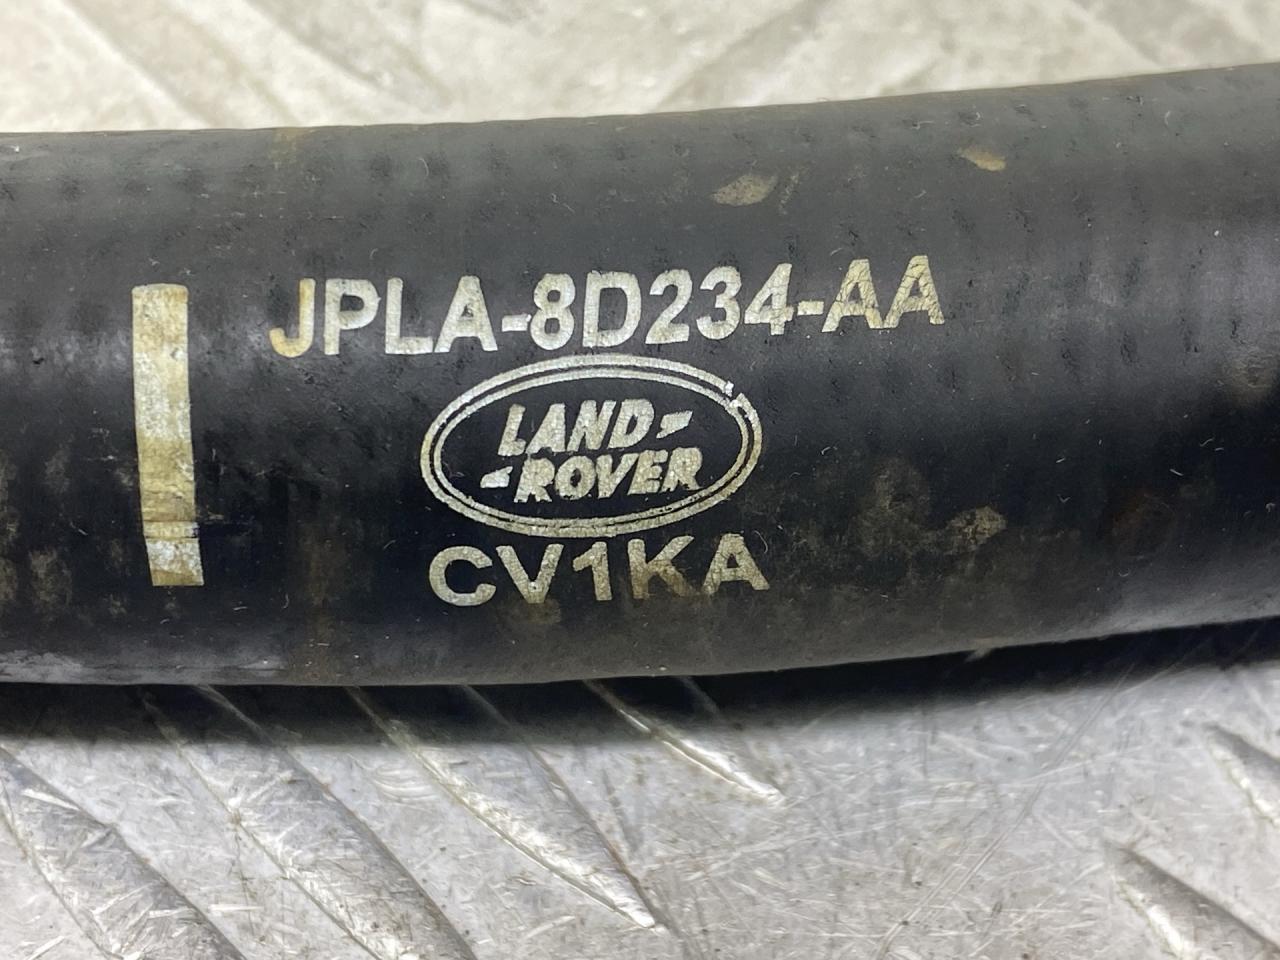 JPLA-8D234-AA
LAND-
-ROVER
CV1KA